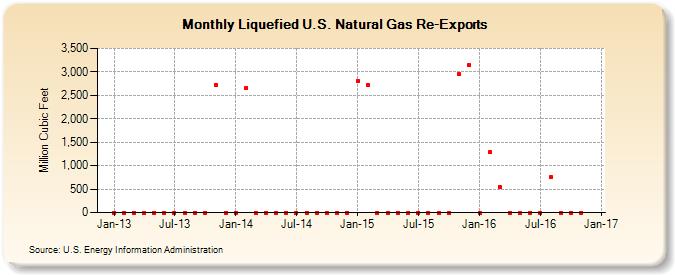 Monthly Liquefied U.S. Natural Gas Re-Exports
Million Cubic Feet
3,500
3,000
2,500
2,000
1,500
1,000
500
0
Jan-13 Jul-13 Jan-14 Jul-14 Jan-15 Jul-15 Jan-16 Jul-16 Jan-17
Source: U.S. Energy Information Administration